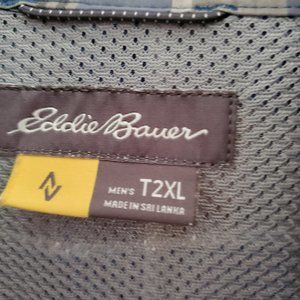 Eddie Bauer
MEN'S T2XL
MADE IN SRI LANKA